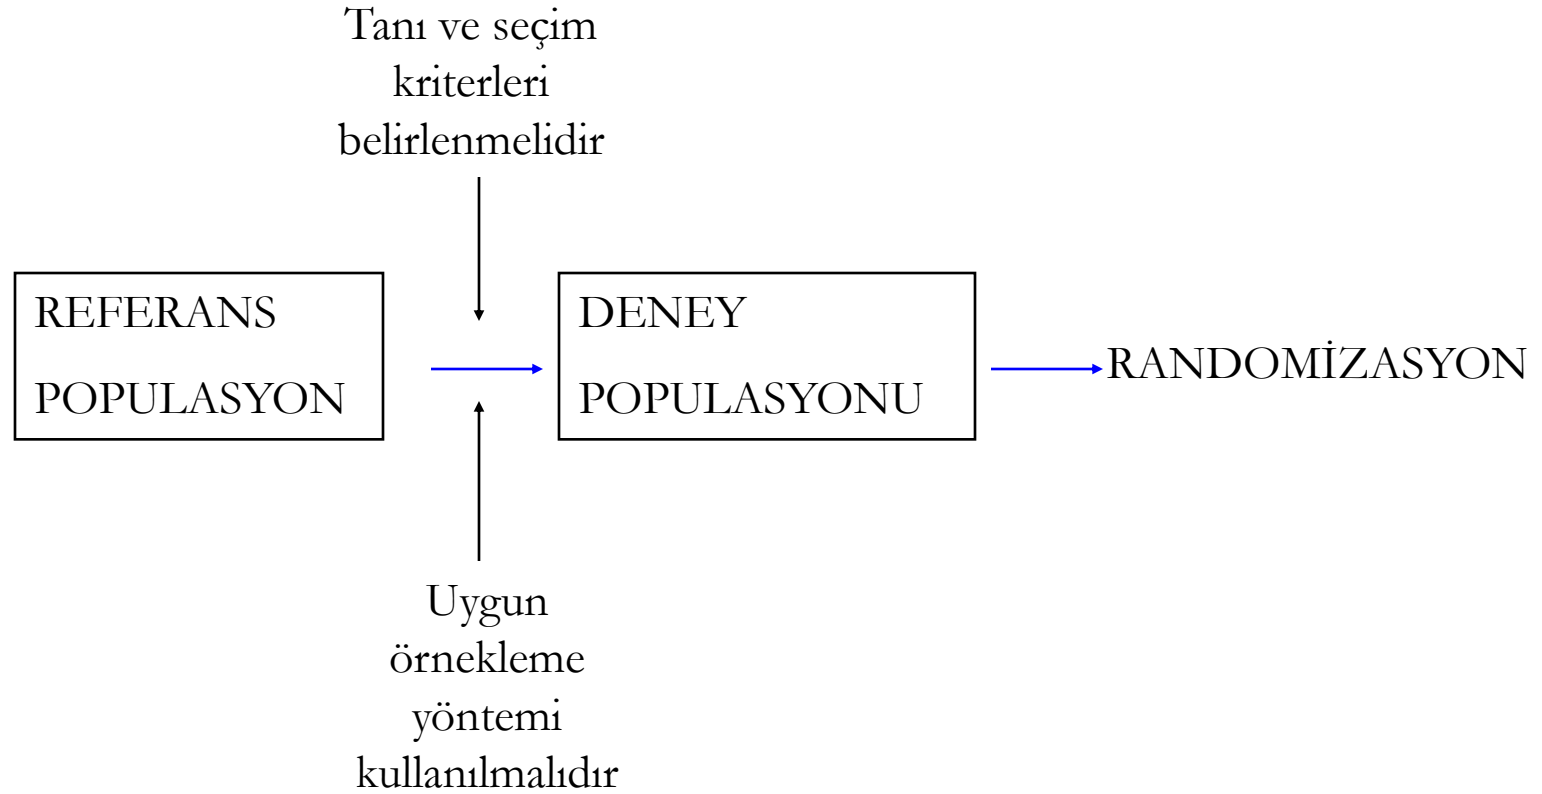 Tanı ve seçim
kriterleri
belirlenmelidir
REFERANS
POPULASYON
DENEY
POPULASYONU
RANDOMİZASYON
Uygun
örnekleme
yöntemi
kullanılmalıdır